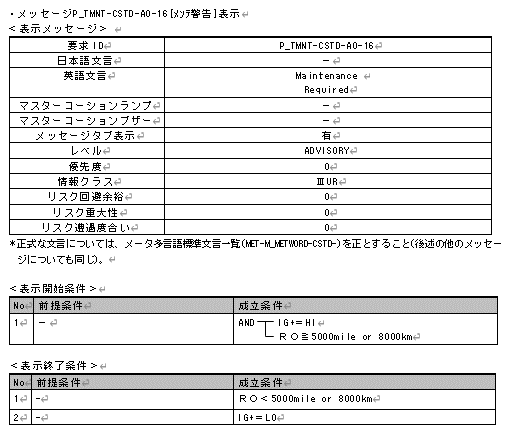 ・メッセージP_TMNT-CSTD-A0-16[ﾒﾝﾃ警告]表示
＜表示メッセージ＞
要求ID P_TMNT-CSTD-A0-16
日本語文言 －
英語文言 Maintenance
Required
マスターコーションランプ －
マスターコーションブザー －
メッセージタブ表示 有
レベル ADVISORY
優先度 0
情報クラス ⅢUR
リスク回避余裕 0
リスク重大性 0
リスク遭遇度合い 0
*正式な文言については、メータ多言語標準文言一覧(MET-M_METWORD-CSTD-)を正とすること(後述の他のメッセー
ジについても同じ)。
＜表示開始条件＞
No 前提条件 成立条件
1 － AND IG+＝HI
ＲＯ≧5000mile or 8000km
＜表示終了条件＞
No 前提条件 成立条件
1 - ＲＯ＜5000mile or 8000km
2 - IG+＝LO